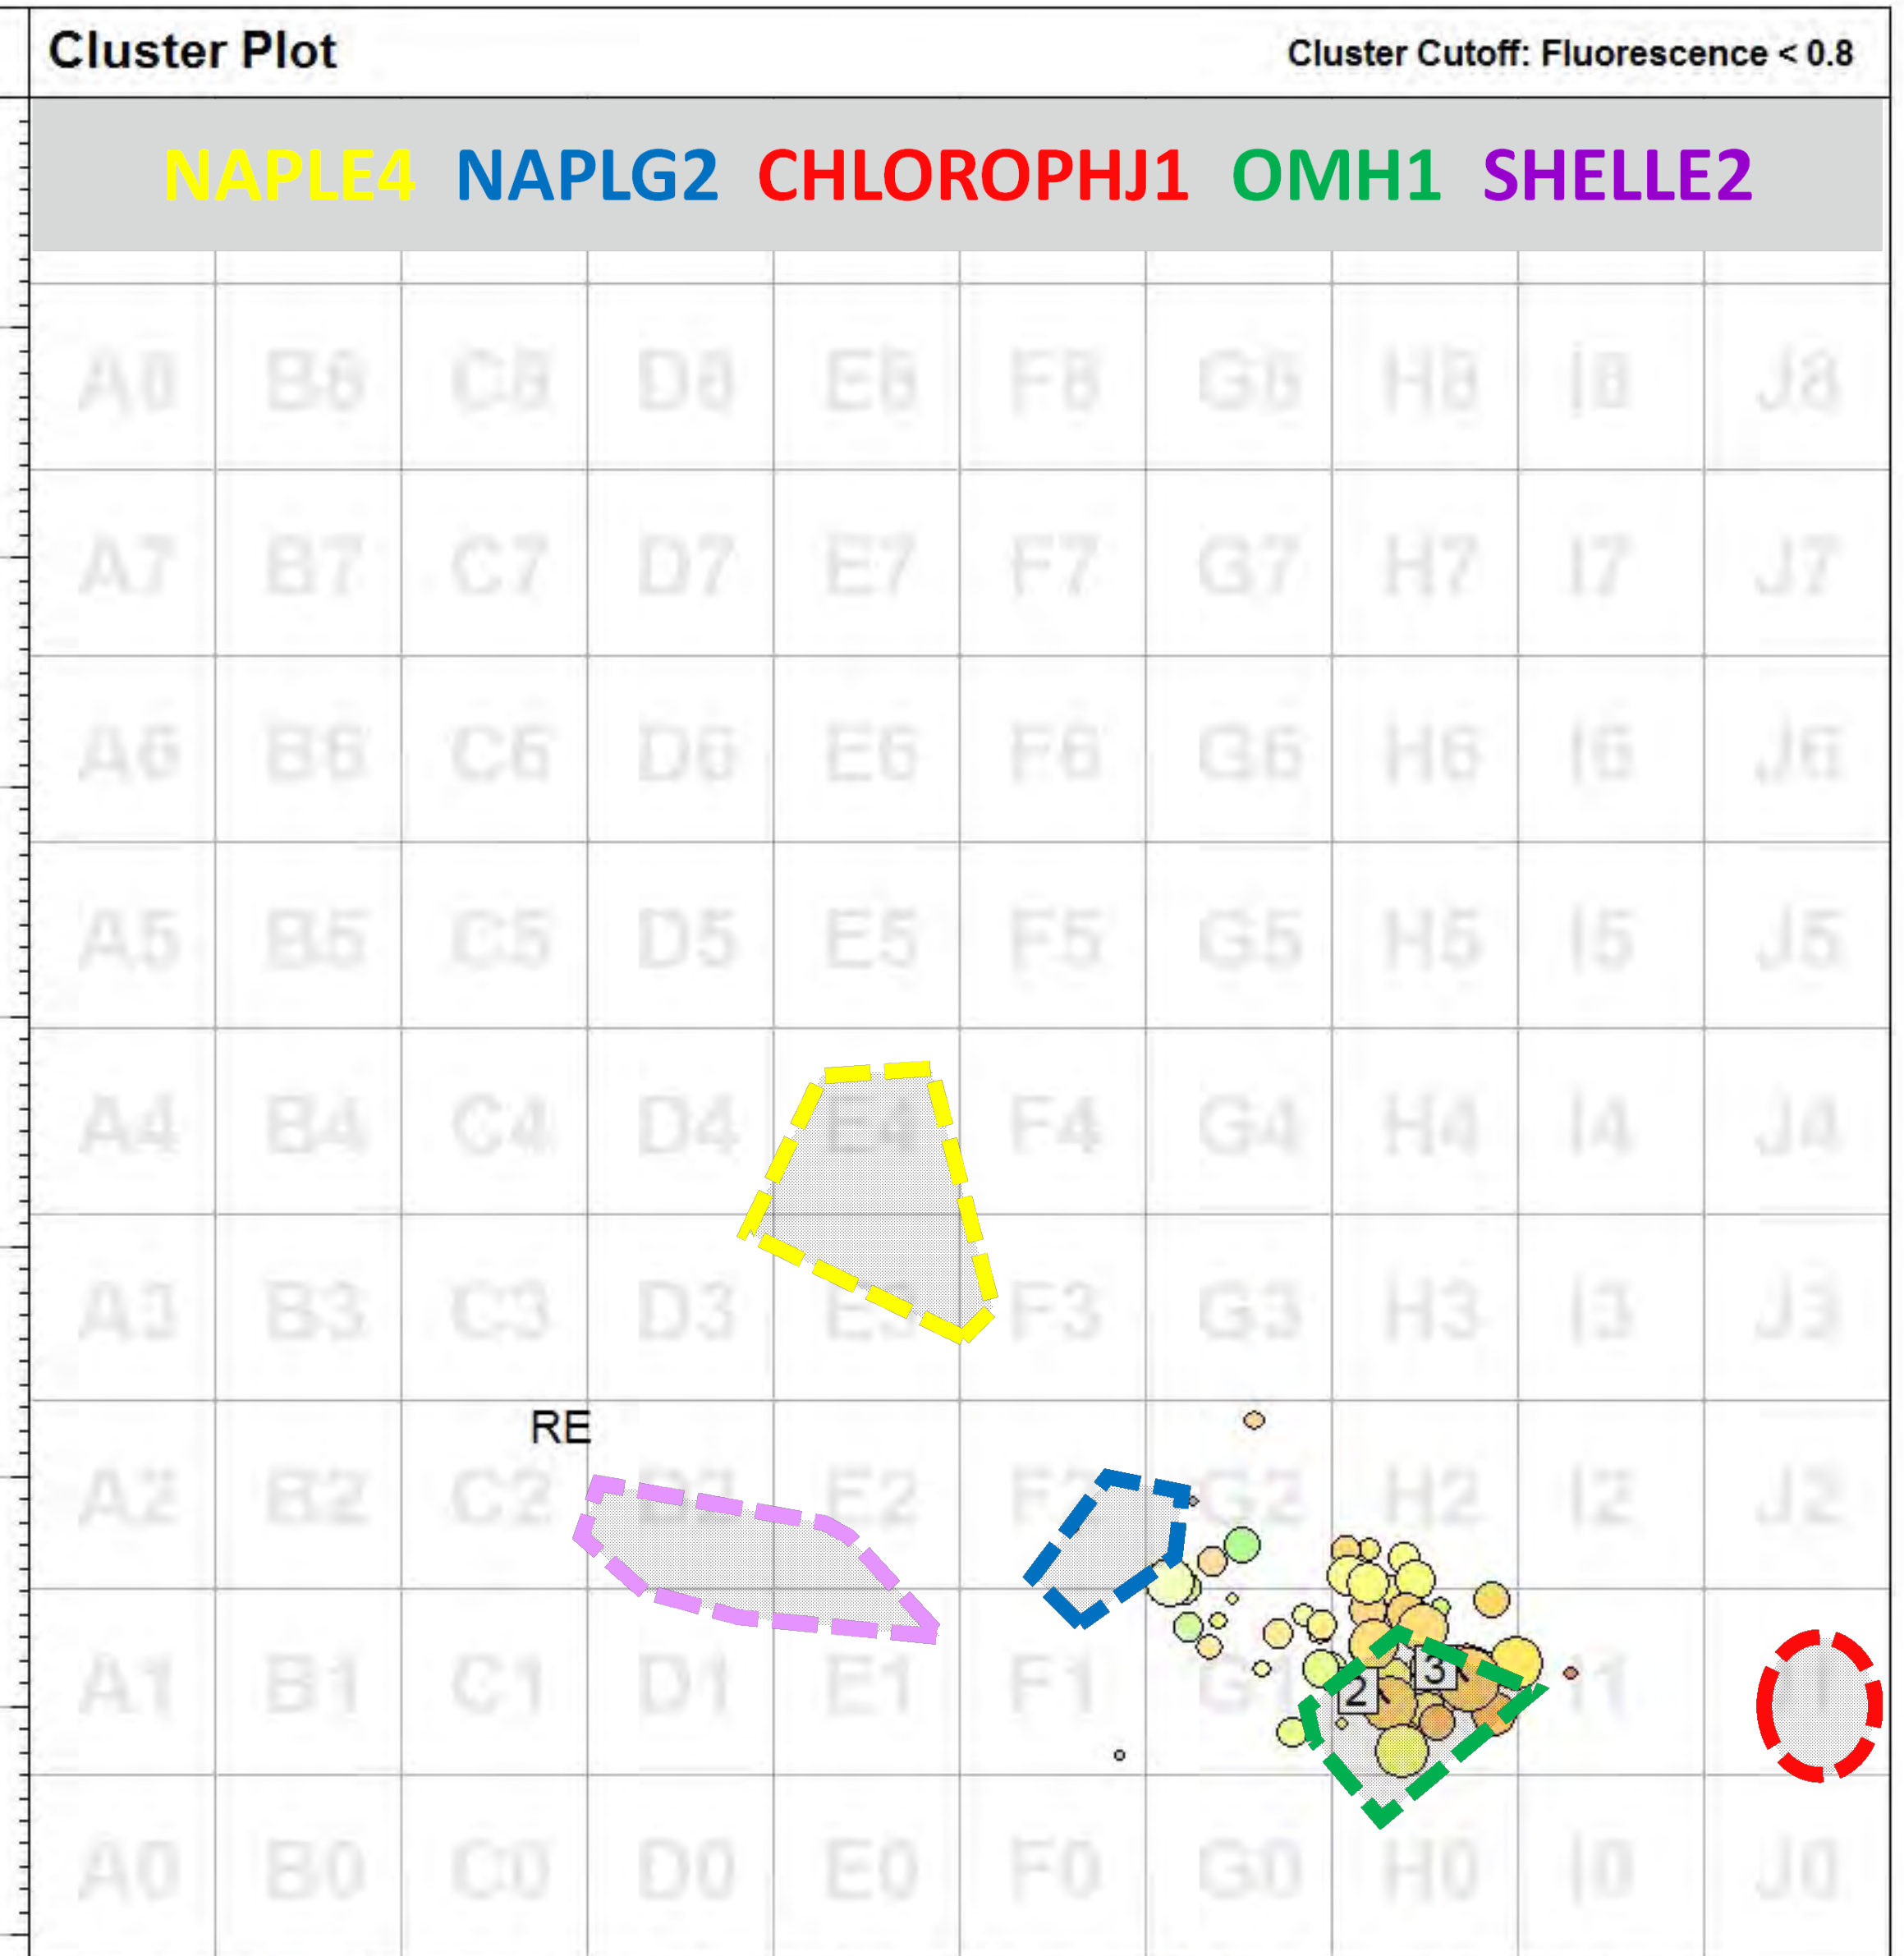 Cluster Plot Cluster Cutoff: Fluorescence < 0.8
NAPLE4 NAPLG2 CHLOROPHJ1 OMH1 SHELLE2
A8 B8 C8 D8 E8 F8 G8 H8 I8 J8
A7 B7 C7 D7 E7 F7 G7 H7 I7 J7
A6 B6 C6 D6 E6 F6 G6 H6 I6 J6
A5 B5 C5 D5 E5 F5 G5 H5 I5 J5
A4 B4 C4 D4 E4 F4 G4 H4 I4 J4
A3 B3 C3 D3 E3 F3 G3 H3 I3 J3
RE
A2 B2 C2 D2 E2 G2 H2 I2 J2
A1 B1 C1 D1 E1 F1 2 3 I1
A0 B0 C0 D0 E0 F0 G0 H0 I0 J0